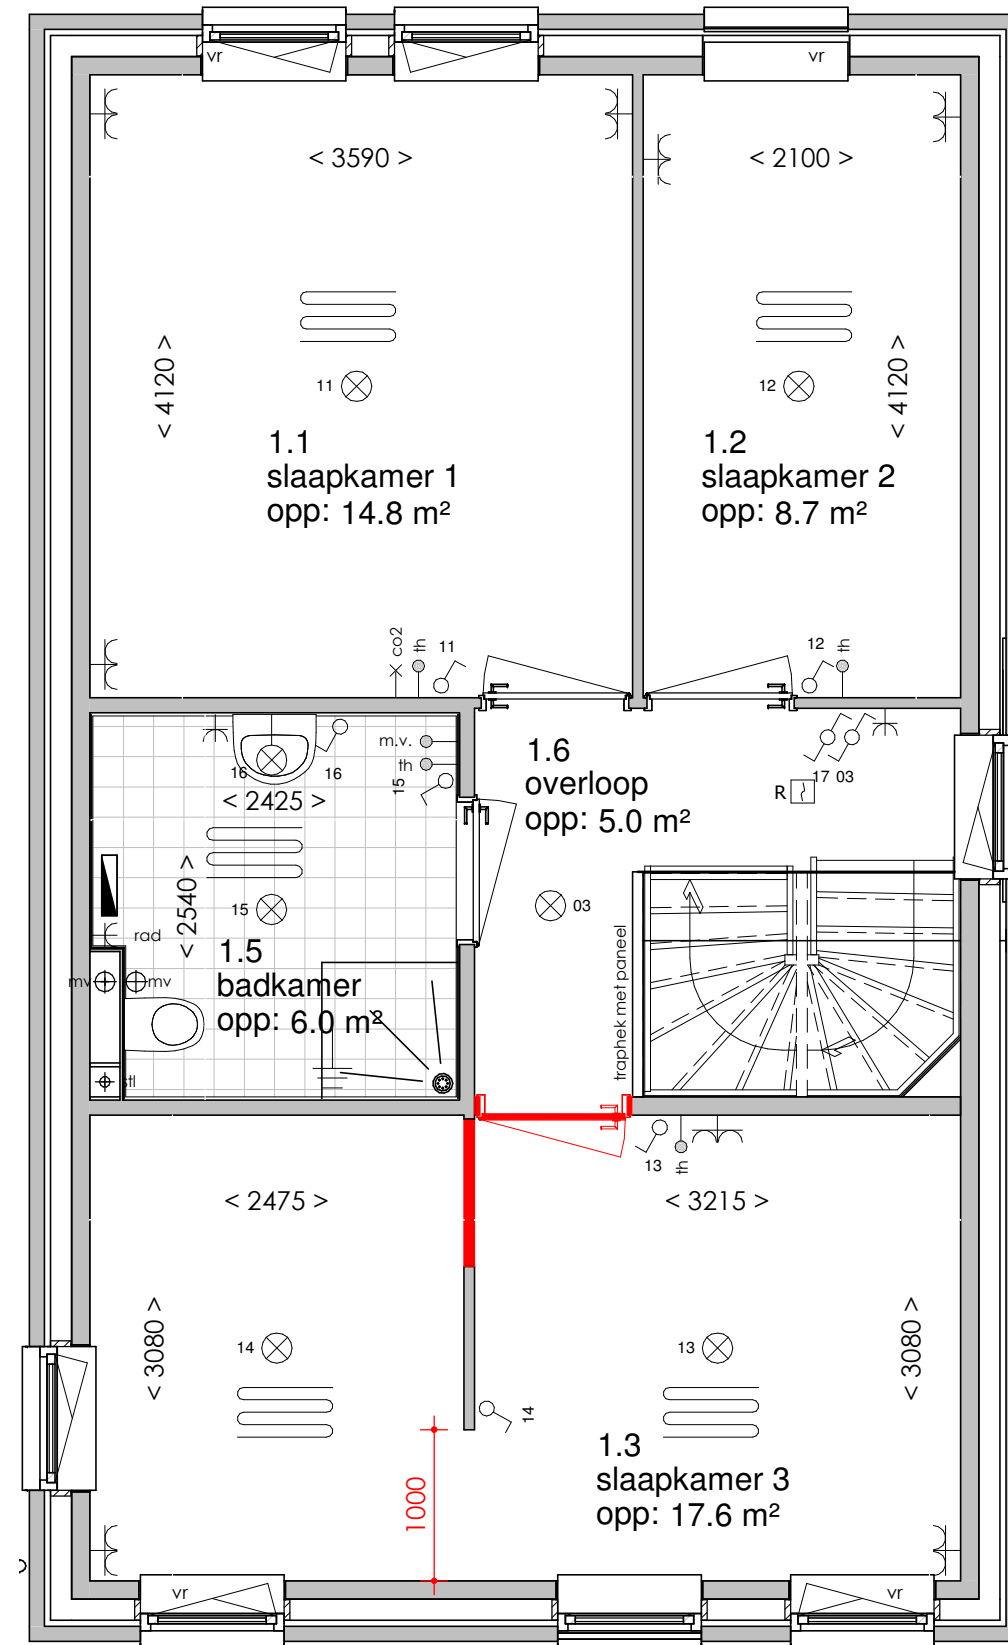 vr
vr
< 3590 >
< 2100 >
< 4120 >
< 4120 >
11
12
1.1
slaapkamer 1
opp: 14.8 m²
1.2
slaapkamer 2
opp: 8.7 m²
co2
th
11
12
th
m.v.
th
15
16
16
< 2425 >
1.6
overloop
opp: 5.0 m²
17 03
R
< 2540 >
15
03
rad
1.5
badkamer
opp: 6.0 m²
mv
mv
stl
traphek met paneel
13
th
< 2475 >
< 3215 >
< 3080 >
< 3080 >
14
13
14
1.3
slaapkamer 3
opp: 17.6 m²
1000
vr
vr